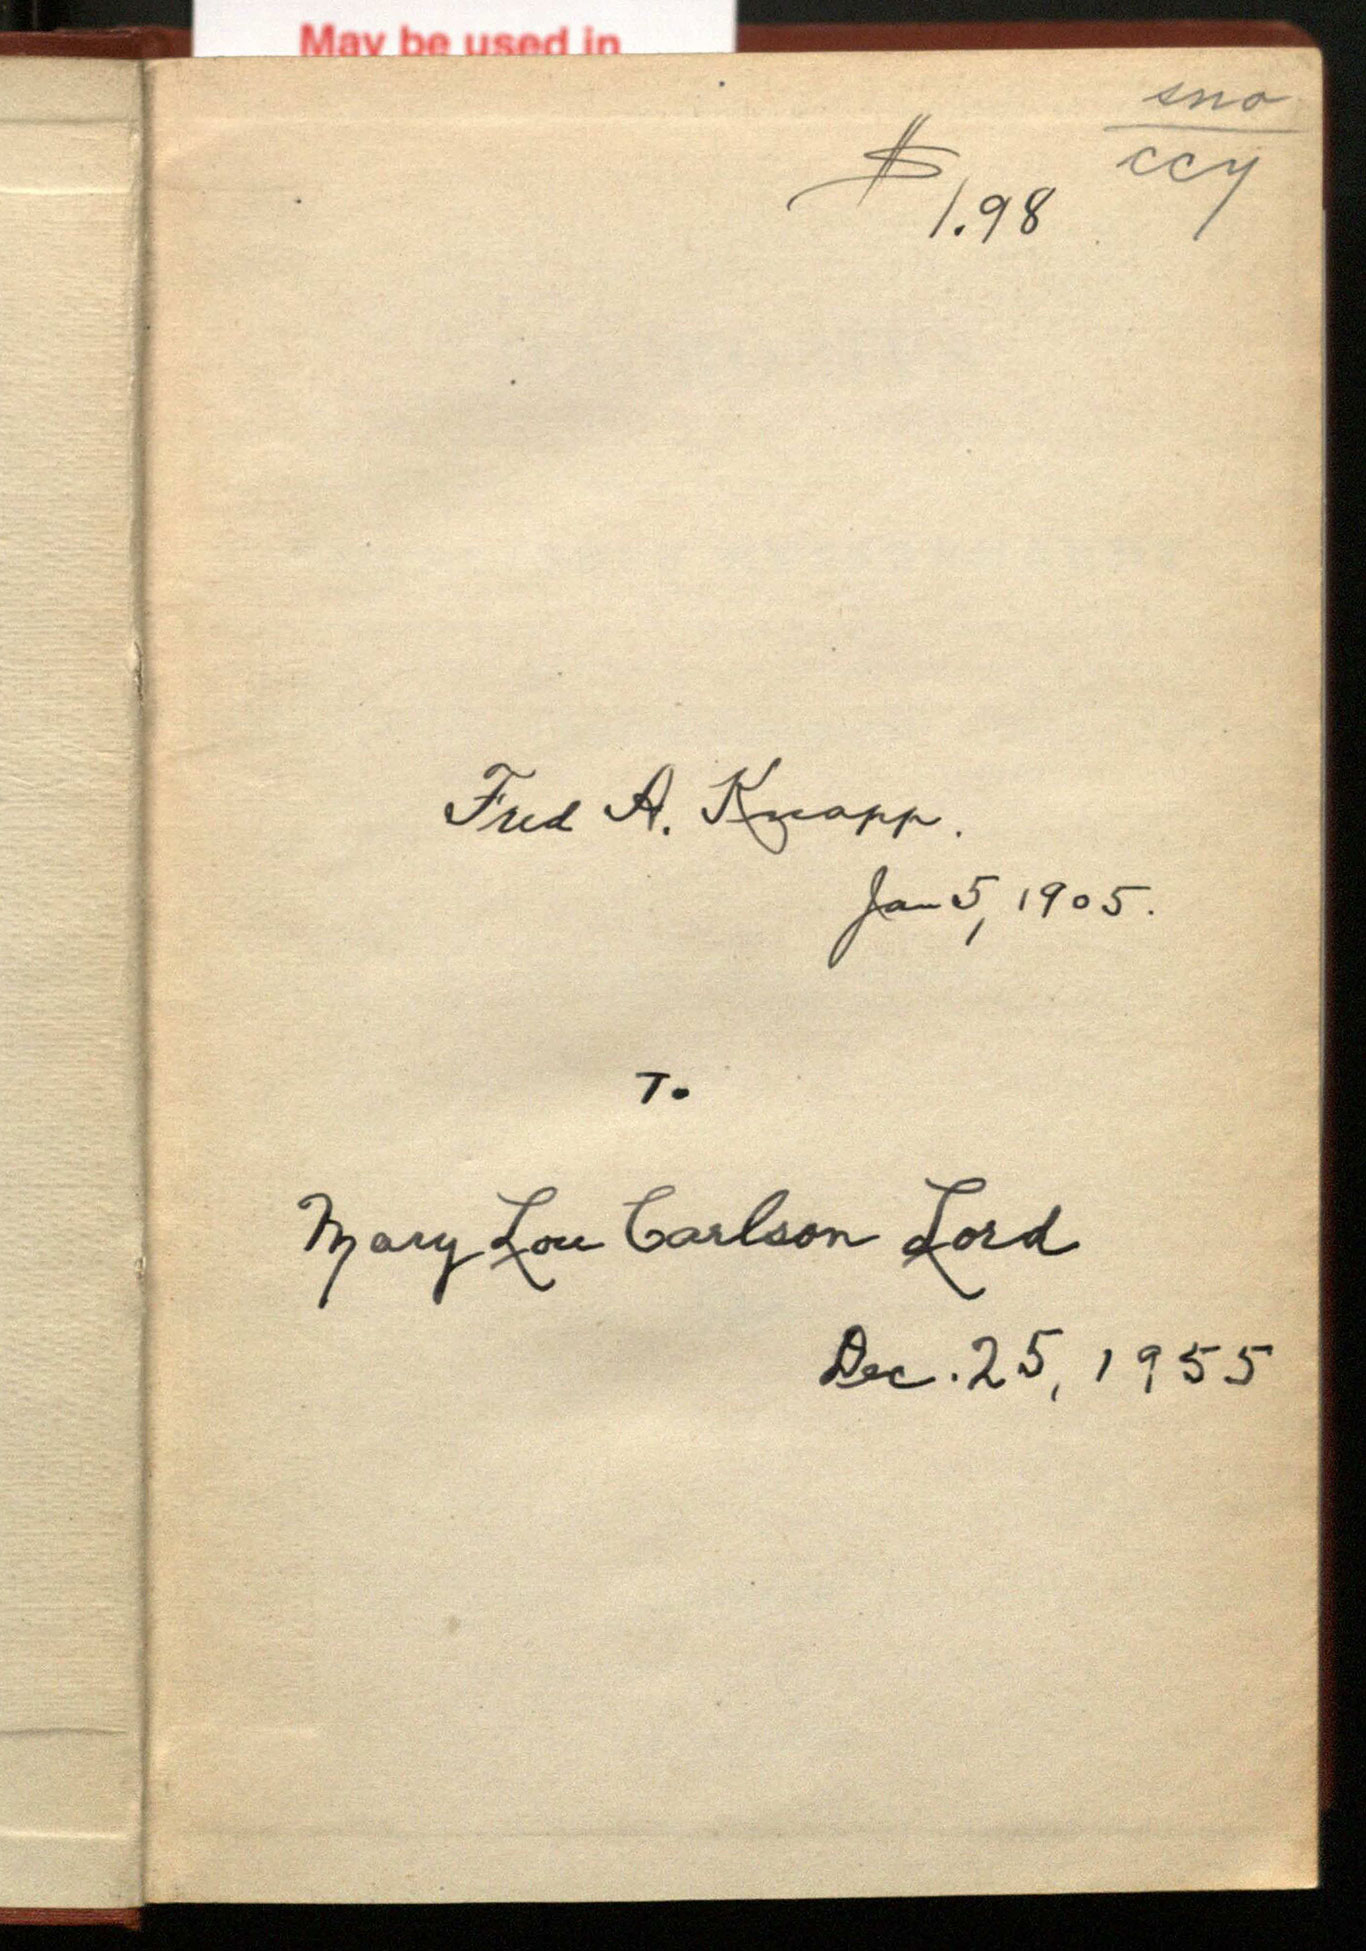 May be used in
sno
ccy
$
1.98
Fred A. Knapp.
Jan 5, 1905.
To
Mary Lou Carlson Lord
Dec. 25, 1955